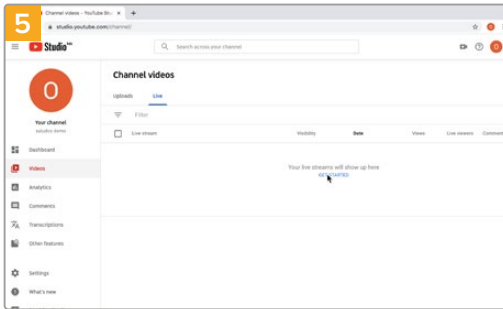 5
Channel videos - YouTube Stu
studio.youtube.com/channel/
Studio
Search across your channel
O
O
Your channel
Channel videos
Uploads
Live
Filter
Live stream
Visibility
Date
Views
Live viewers
Comment
Your live streams will show up here
GET STARTED
Dashboard
Videos
Analytics
Comments
Transcriptions
Other features
Settings
What's new